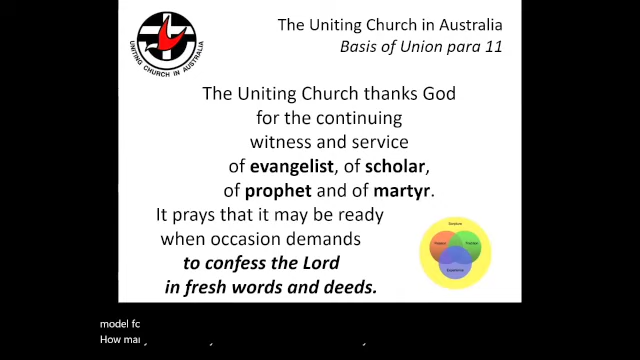 The Uniting Church in Australia
Basis of Union para 11
UNITING CHURCH IN AUSTRALIA
The Uniting Church thanks God
for the continuing
witness and service
of evangelist, of scholar,
of prophet and of martyr.
It prays that it may be ready
when occasion demands
to confess the Lord
in fresh words and deeds.
Scripture
Reason
Tradition
Experience
model fo
How